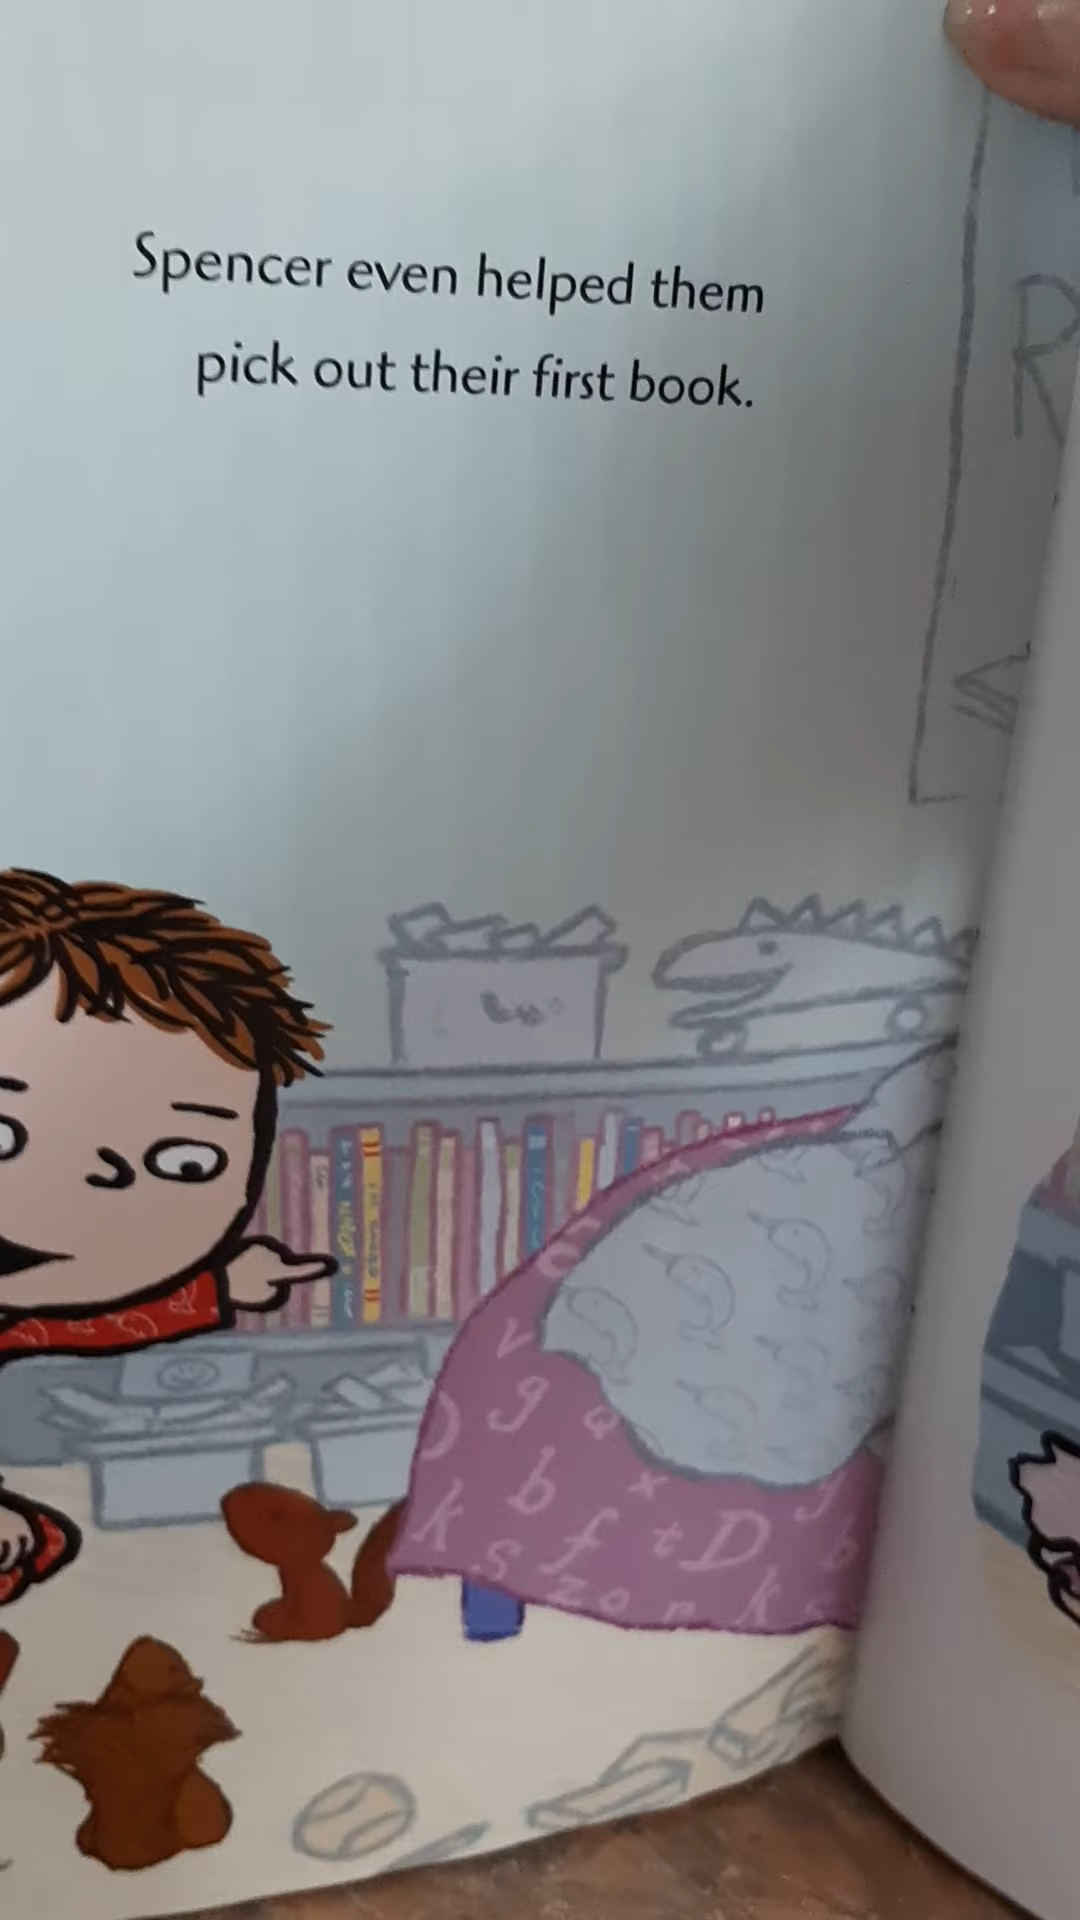 Spencer even helped them
pick out their first book.
R
v
g
b
k
s
f
t
D
z
o
k